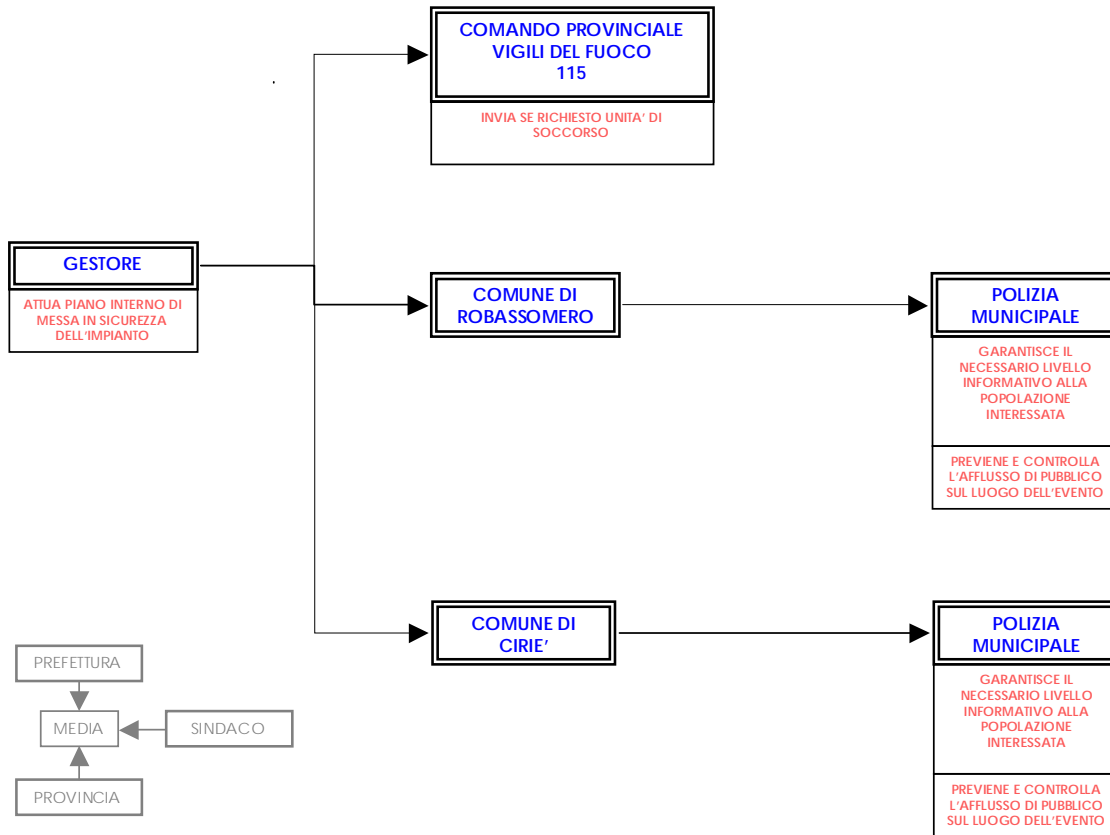 COMANDO PROVINCIALE
VIGILI DEL FUOCO
115
INVIA SE RICHIESTO UNITA' DI
SOCCORSO
GESTORE
ATTUA PIANO INTERNO DI
MESSA IN SICUREZZA
DELL'IMPIANTO
COMUNE DI
ROBASSOMERO
POLIZIA
MUNICIPALE
GARANTISCE IL
NECESSARIO LIVELLO
INFORMATIVO ALLA
POPOLAZIONE
INTERESSATA
PREVIENE E CONTROLLA
L'AFFLUSSO DI PUBBLICO
SUL LUOGO DELL'EVENTO
COMUNE DI
CIRIE'
POLIZIA
MUNICIPALE
GARANTISCE IL
NECESSARIO LIVELLO
INFORMATIVO ALLA
POPOLAZIONE
INTERESSATA
PREVIENE E CONTROLLA
L'AFFLUSSO DI PUBBLICO
SUL LUOGO DELL'EVENTO
PREFETTURA
MEDIA
SINDACO
PROVINCIA